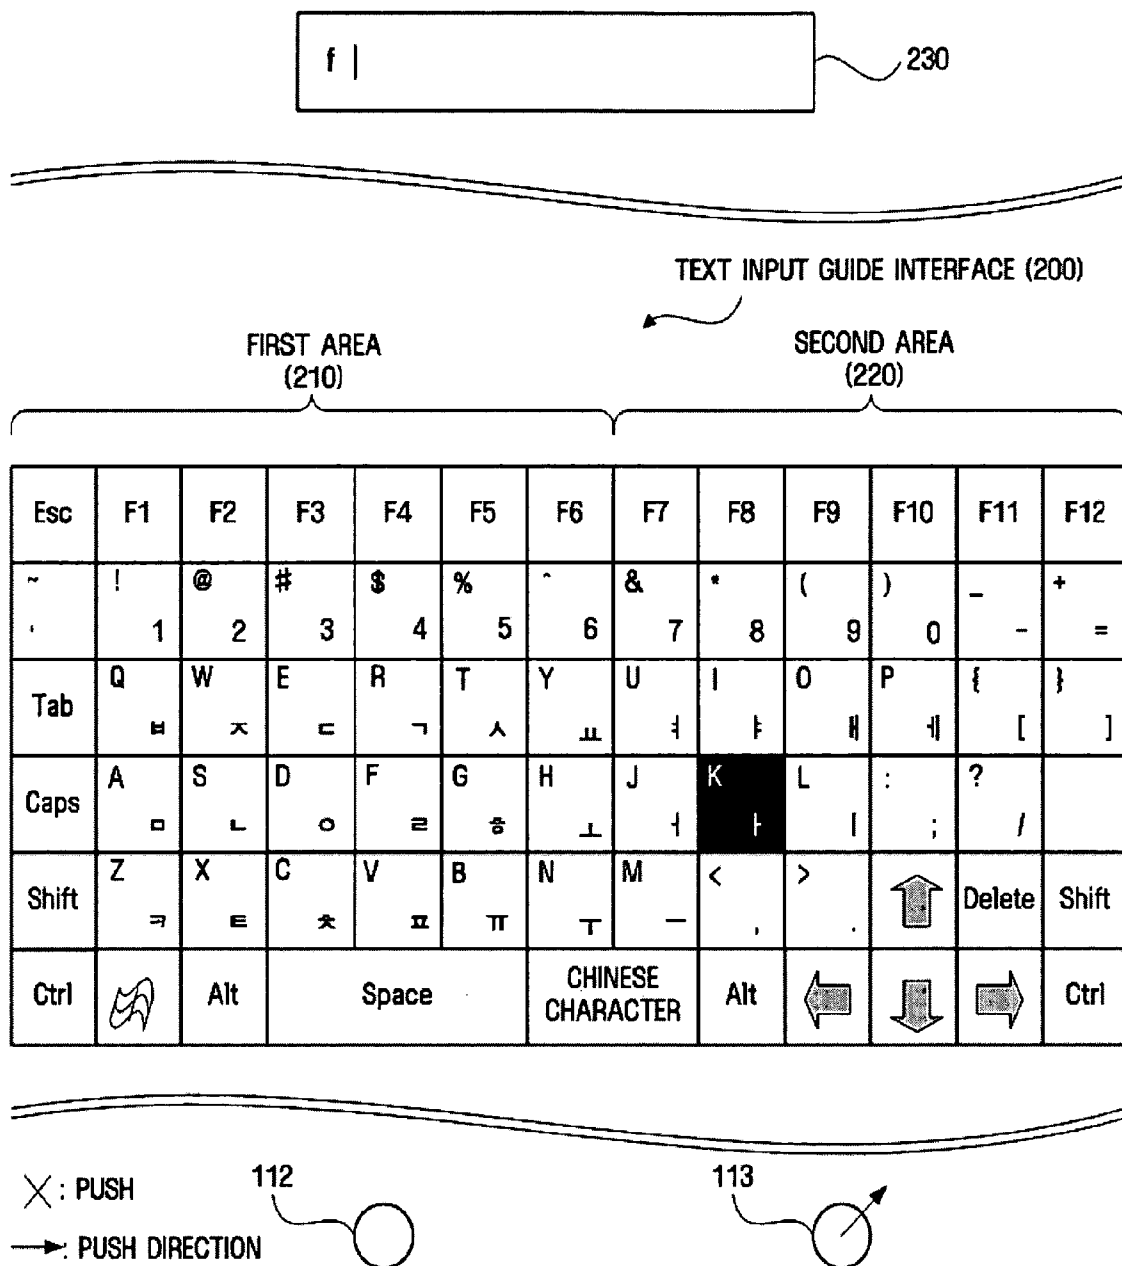 f |
230
TEXT INPUT GUIDE INTERFACE (200)
FIRST AREA
(210)
SECOND AREA
(220)
Esc F1 F2 F3 F4 F5 F6 F7 F8 F9 F10 F11 F12
~ ! @ # $ % ^ & * ( ) _ +
' 1 2 3 4 5 6 7 8 9 0 - =
Tab Q W E R T Y U I O P { }
ㅂ ㅈ ㄷ ㄱ ㅅ ㅛ ㅕ ㅑ ㅐ ㅔ [ ]
Caps A S D F G H J K L : ?
ㅁ ㄴ ㅇ ㄹ ㅎ ㅗ ㅓ ㅏ ㅣ ; /
Shift Z X C V B N M < > Delete Shift
ㅋ ㅌ ㅊ ㅍ ㅠ ㅜ ㅡ , .
Ctrl Alt Space CHINESE CHARACTER Alt Ctrl
X : PUSH
112
113
→: PUSH DIRECTION